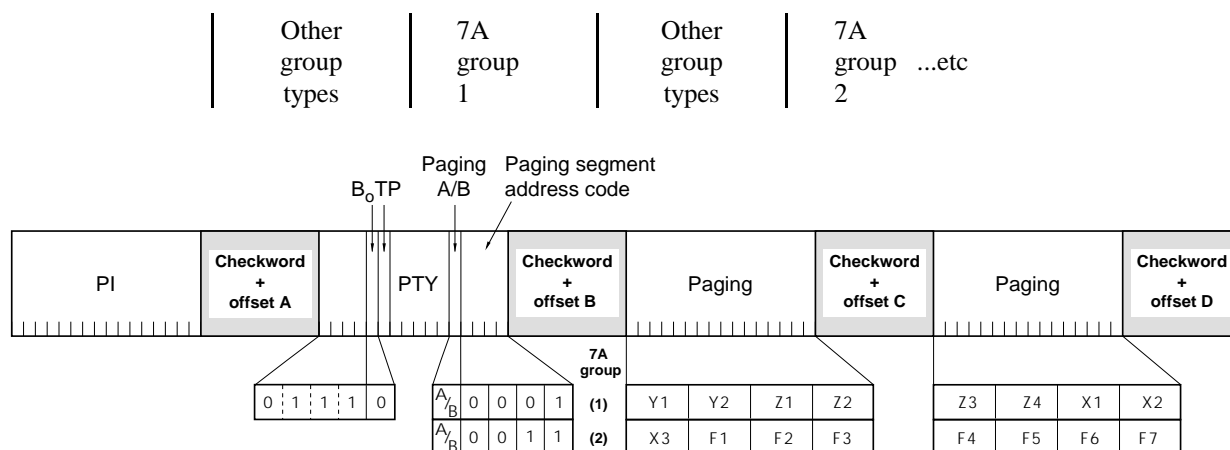 Other 7A Other 7A
group group group group ...etc
types 1 types 2
Paging Paging segment
BoTP A/B address code
Checkword Checkword Checkword Checkword
PI + PTY + Paging + Paging +
offset A offset B offset C offset D
7A
group
0 1 1 1 0 A/B 0 0 0 1 (1) Y1 Y2 Z1 Z2 Z3 Z4 X1 X2
A/B 0 0 1 1 (2) X3 F1 F2 F3 F4 F5 F6 F7